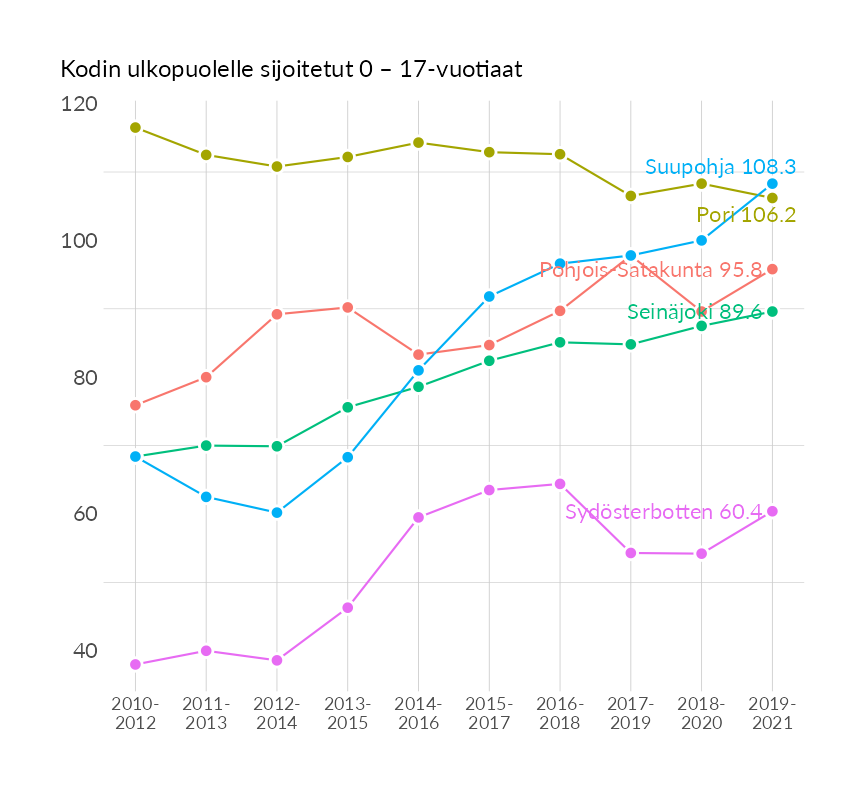 Kodin ulkopuolelle sijoitetut 0 – 17-vuotiaat
120
Suupohja 108.3
Pori 106.2
100
Pohjois-Satakunta 95.8
Seinäjoki 89.6
80
60
Sydösterbotten 60.4
40
2010- 2011- 2012- 2013- 2014- 2015- 2016- 2017- 2018- 2019-
2012 2013 2014 2015 2016 2017 2018 2019 2020 2021